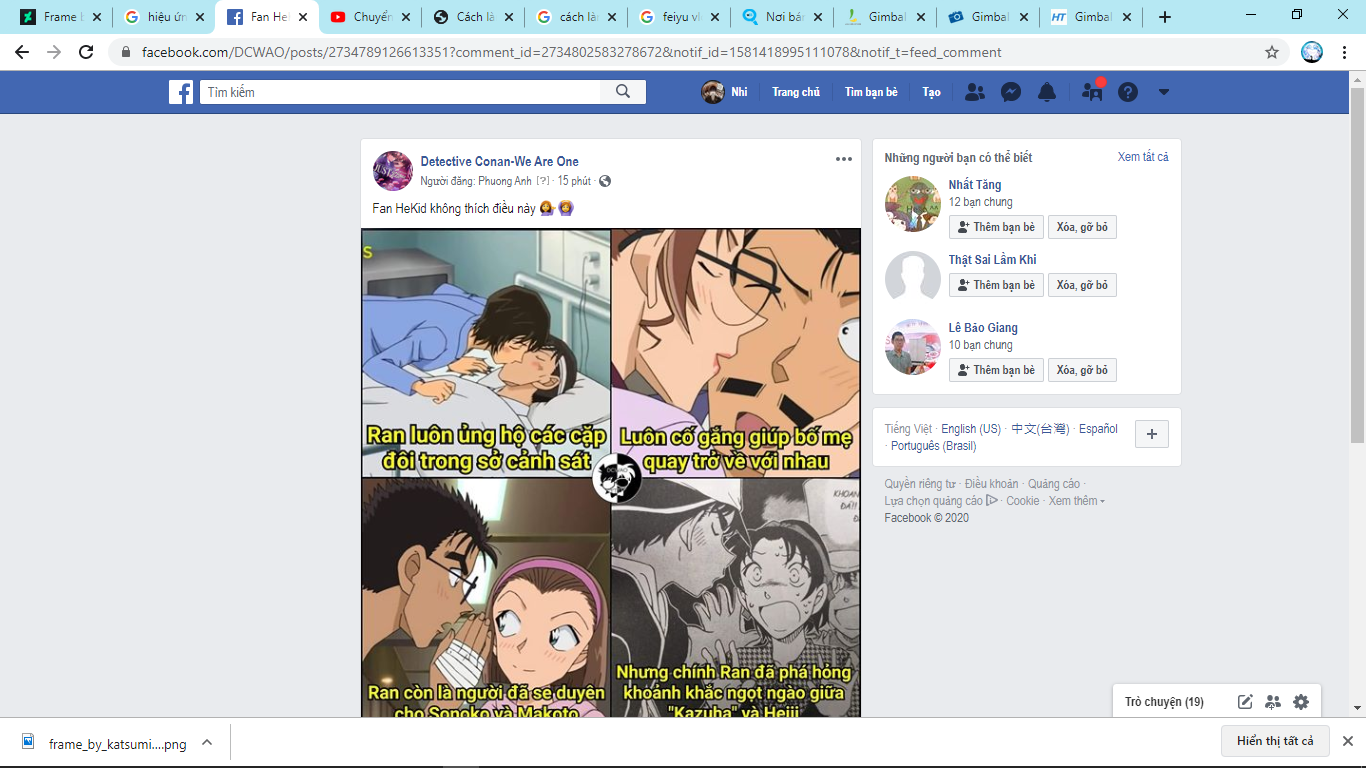 Frame b
hiệu ứn
Fan HeK
Chuyển
Cách là
cách làn
feiyu vl
Nơi bán
Gimbal
Gimbal
Gimbal
facebook.com/DCWAO/posts/2734789126613351?comment_id=2734802583278672&notif_id=1581418995111078&notif_t=feed_comment
Tìm kiếm
Nhi
Trang chủ
Tìm bạn bè
Tạo
Detective Conan-We Are One
Người đăng: Phuong Anh [?] · 15 phút ·
Fan HeKid không thích điều này
S
Ran luôn ủng hộ các cặp
đôi trong sở cảnh sát
Luôn cố gắng giúp bố mẹ
quay trở về với nhau
DCWAO
KHOAN
ĐÃ!!
Ran còn là người đã se duyên
cho Sonoko và Makoto
Nhưng chính Ran đã phá hỏng
khoảnh khắc ngọt ngào giữa
"Kazuha" và Heiji
Những người bạn có thể biết
Xem tất cả
Nhất Tăng
12 bạn chung
Thêm bạn bè
Xóa, gỡ bỏ
Thật Sai Lầm Khi
Thêm bạn bè
Xóa, gỡ bỏ
Lê Bảo Giang
10 bạn chung
Thêm bạn bè
Xóa, gỡ bỏ
Tiếng Việt · English (US) · 中文(台灣) · Español
· Português (Brasil)
Quyền riêng tư · Điều khoản · Quảng cáo ·
Lựa chọn quảng cáo · Cookie · Xem thêm
Facebook © 2020
Trò chuyện (19)
frame_by_katsumi....png
Hiển thị tất cả